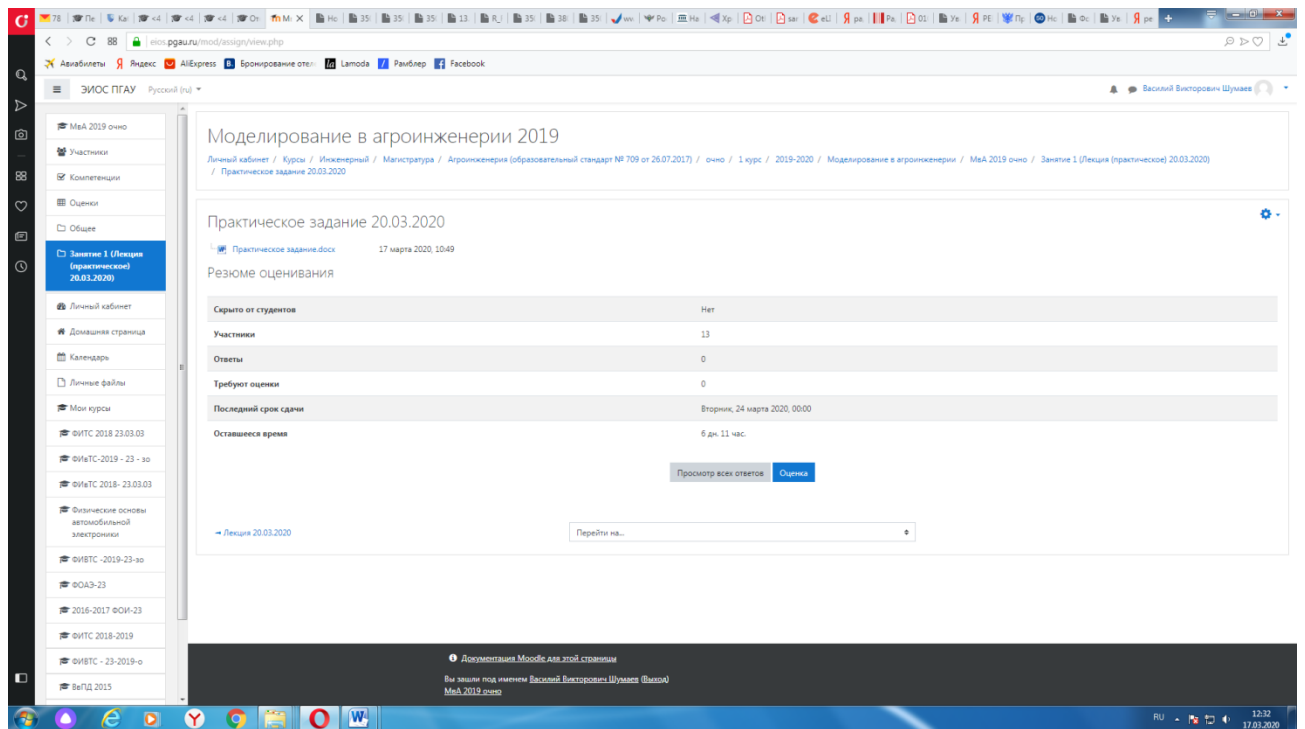 eios.pgau.ru/mod/assign/view.php
Авиабилеты Яндекс AliExpress Бронирование отел Lamoda Рамблер Facebook
ЭИОС ПГАУ Русский (ru)
Василий Викторович Шумаев
МвА 2019 очно
Участники
Компетенции
Оценки
Общее
Занятие 1 (Лекция
(практическое)
20.03.2020)
Личный кабинет
Домашняя страница
Календарь
Личные файлы
Мои курсы
ФИТС 2018 23.03.03
ФИвТС-2019 - 23 - зо
ФИвТС 2018- 23.03.03
Физические основы
автомобильной
электроники
ФИВТС -2019-23-зо
ФОАЭ-23
2016-2017 ФОИ-23
ФИТС 2018-2019
ФИВТС - 23-2019-о
ВеПД 2015
Моделирование в агроинженерии 2019
Личный кабинет / Курсы / Инженерный / Магистратура / Агроинженерия (образовательный стандарт № 709 от 26.07.2017) / очно / 1 курс / 2019-2020 / Моделирование в агроинженерии / МвА 2019 очно / Занятие 1 (Лекция (практическое) 20.03.2020)
/ Практическое задание 20.03.2020
Практическое задание 20.03.2020
Практическое задание.docx 17 марта 2020, 10:49
Резюме оценивания
Скрыто от студентов Нет
Участники 13
Ответы 0
Требуют оценки 0
Последний срок сдачи Вторник, 24 марта 2020, 00:00
Оставшееся время 6 дн. 11 час.
Просмотр всех ответов Оценка
→ Лекция 20.03.2020 Перейти на...
Документация Moodle для этой страницы
Вы зашли под именем Василий Викторович Шумаев (Выход)
МвА 2019 очно
RU 12:32
17.03.2020